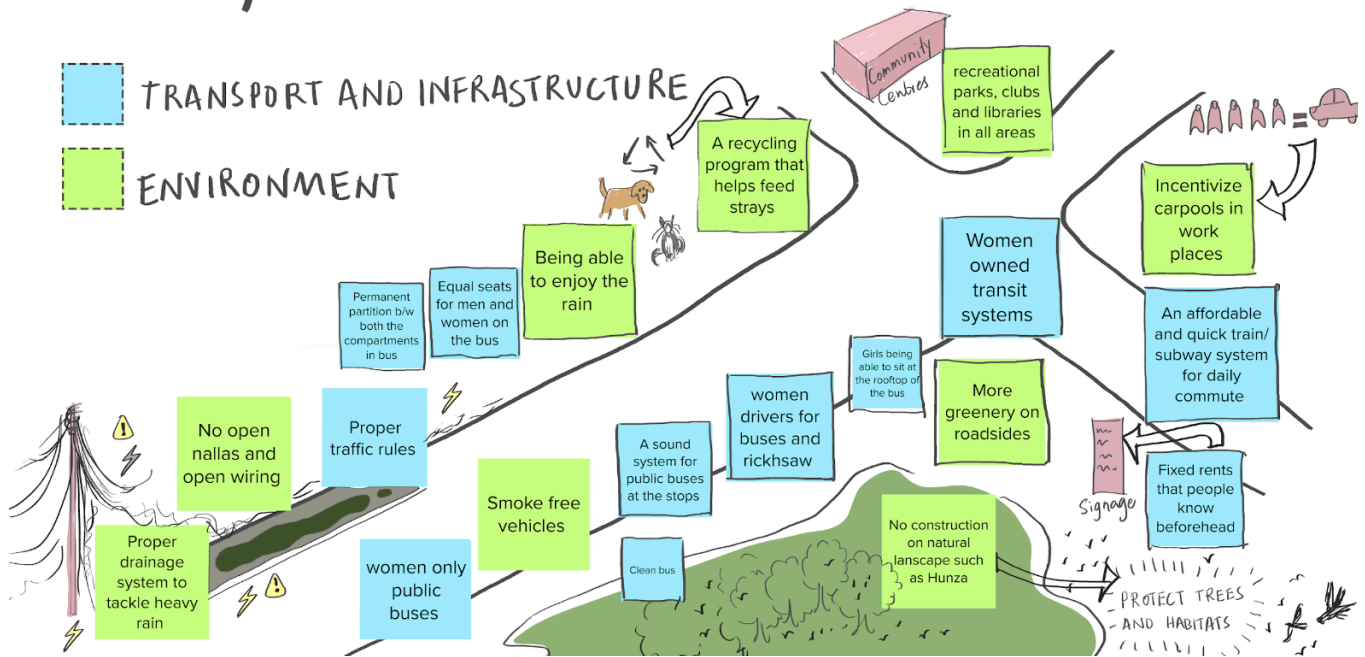 TRANSPORT AND INFRASTRUCTURE
ENVIRONMENT
Community
Centres
recreational
parks, clubs
and libraries
in all areas
A recycling
program that
helps feed
strays
=
Incentivize
carpools in
work
places
Being able
to enjoy the
rain
Equal seats
for men and
women on
the bus
Permanent
partition b/w
both the
compartments
in bus
Women
owned
transit
systems
An affordable
and quick train/
subway system
for daily
commute
Girls being
able to sit at
the rooftop of
the bus
More
greenery on
roadsides
women
drivers for
buses and
rickhsaw
No open
nallas and
open wiring
Proper
traffic rules
A sound
system for
public buses
at the stops
Smoke free
vehicles
Signage
Fixed rents
that people
know
beforehead
Proper
drainage
system to
tackle heavy
rain
women only
public
buses
Clean bus
No construction
on natural
lanscape such
as Hunza
PROTECT TREES
AND HABITATS